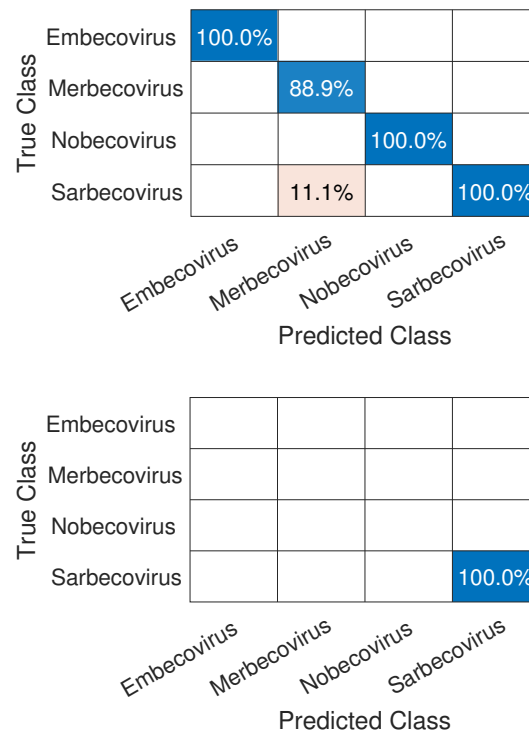 True Class
Embecovirus 100.0%
Merbecovirus 88.9%
Nobecovirus 100.0%
Sarbecovirus 11.1% 100.0%
Embecovirus Merbecovirus Nobecovirus Sarbecovirus
Predicted Class
True Class
Embecovirus
Merbecovirus
Nobecovirus
Sarbecovirus 100.0%
Embecovirus Merbecovirus Nobecovirus Sarbecovirus
Predicted Class